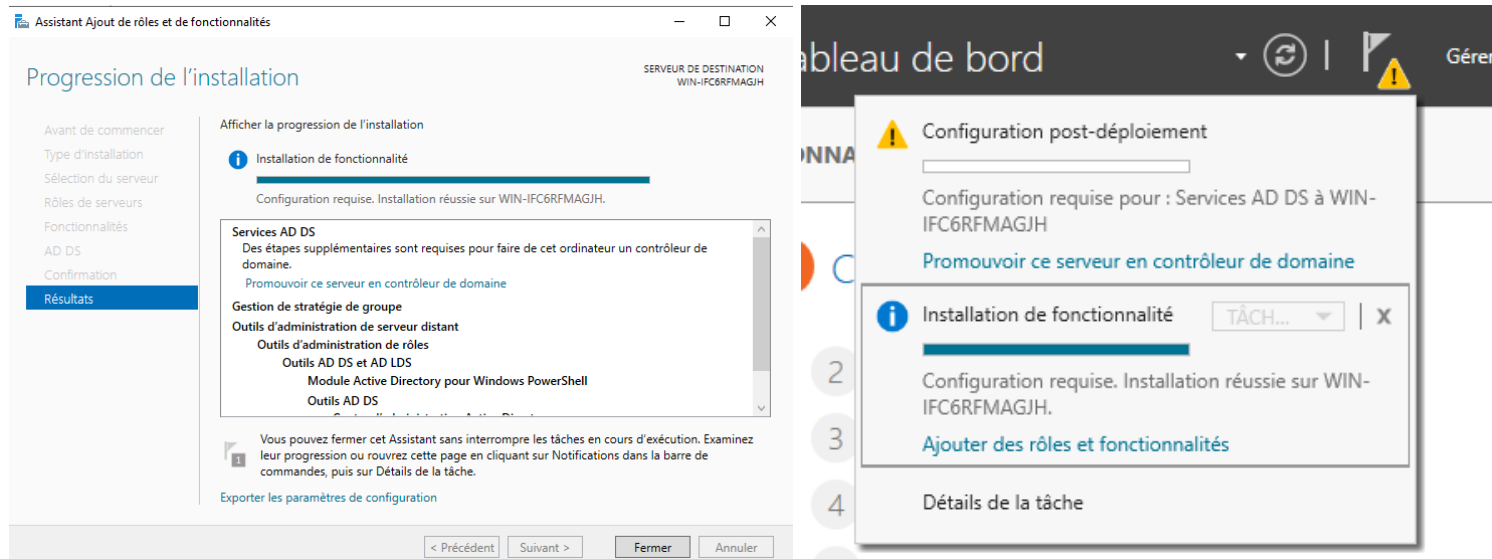 Assistant Ajout de rôles et de fonctionnalités
Progression de l'installation
SERVEUR DE DESTINATION
WIN-IFC6RFMAGJH
Avant de commencer
Type d'installation
Sélection du serveur
Rôles de serveurs
Fonctionnalités
AD DS
Confirmation
Résultats
Afficher la progression de l'installation
Installation de fonctionnalité
Configuration requise. Installation réussie sur WIN-IFC6RFMAGJH.
Services AD DS
Des étapes supplémentaires sont requises pour faire de cet ordinateur un contrôleur de
domaine.
Promouvoir ce serveur en contrôleur de domaine
Gestion de stratégie de groupe
Outils d'administration de serveur distant
Outils d'administration de rôles
Outils AD DS et AD LDS
Module Active Directory pour Windows PowerShell
Outils AD DS
1
Vous pouvez fermer cet Assistant sans interrompre les tâches en cours d'exécution. Examinez
leur progression ou rouvrez cette page en cliquant sur Notifications dans la barre de
commandes, puis sur Détails de la tâche.
Exporter les paramètres de configuration
< Précédent
Suivant >
Fermer
Annuler
ableau de bord
Gérer
ONNA
Configuration post-déploiement
Configuration requise pour : Services AD DS à WIN-
IFC6RFMAGJH
Promouvoir ce serveur en contrôleur de domaine
C
Installation de fonctionnalité
TÂCH...
X
Configuration requise. Installation réussie sur WIN-
IFC6RFMAGJH.
Ajouter des rôles et fonctionnalités
2
3
4
Détails de la tâche